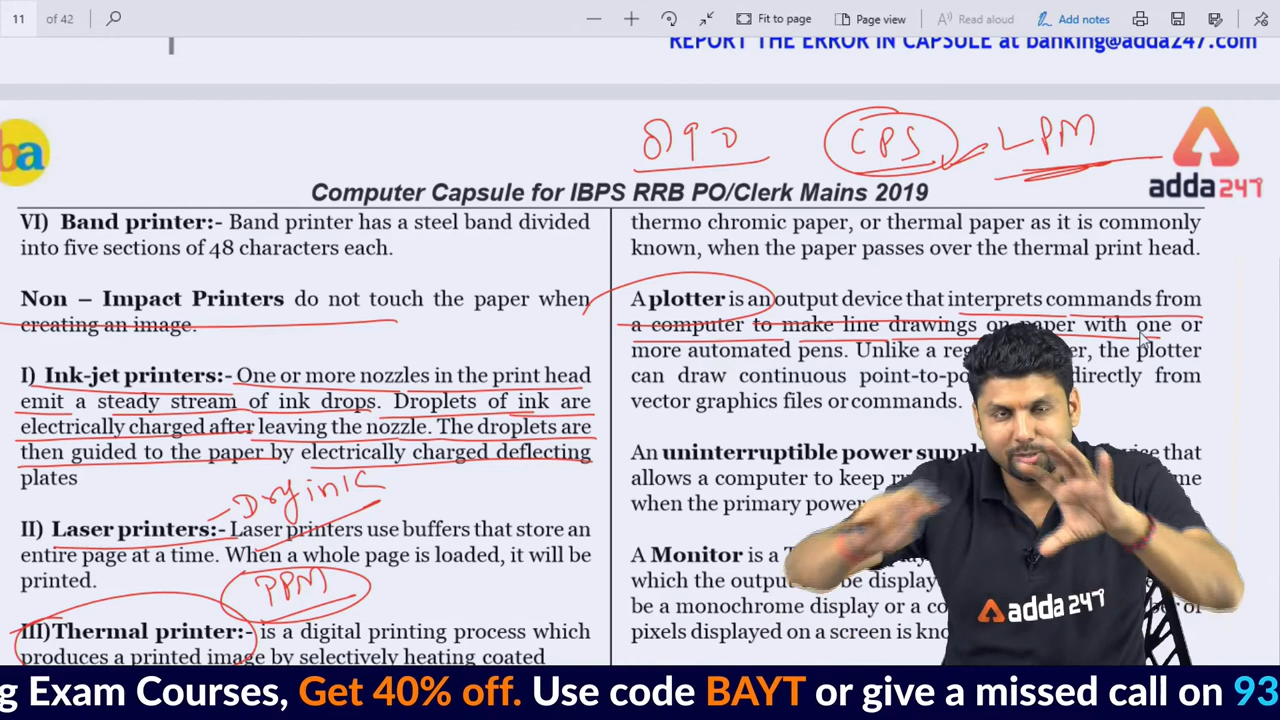 11 of 42
Fit to page
Page view
Read aloud
Add notes
REPORT THE ERROR IN CAPSULE at banking@adda247.com
ba
CPS
LPM
adda247
Computer Capsule for IBPS RRB PO/Clerk Mains 2019
VI) Band printer:- Band printer has a steel band divided
into five sections of 48 characters each.
Non – Impact Printers do not touch the paper when
creating an image.
I) Ink-jet printers:- One or more nozzles in the print head
emit a steady stream of ink drops. Droplets of ink are
electrically charged after leaving the nozzle. The droplets are
then guided to the paper by electrically charged deflecting
plates
Dry ink
II) Laser printers:- Laser printers use buffers that store an
entire page at a time. When a whole page is loaded, it will be
printed.
PPM
III)Thermal printer:- is a digital printing process which
produces a printed image by selectively heating coated
thermo chromic paper, or thermal paper as it is commonly
known, when the paper passes over the thermal print head.
A plotter is an output device that interprets commands from
a computer to make line drawings on paper with one or
more automated pens. Unlike a the plotter
can draw continuous point-to- directly from
vector graphics files or commands.
An uninterruptible power that
allows a computer to keep
when the primary power
A Monitor is a
which the output be display
be a monochrome display or a of
pixels displayed on a screen is
adda247
g Exam Courses, Get 40% off. Use code BAYT or give a missed call on 93